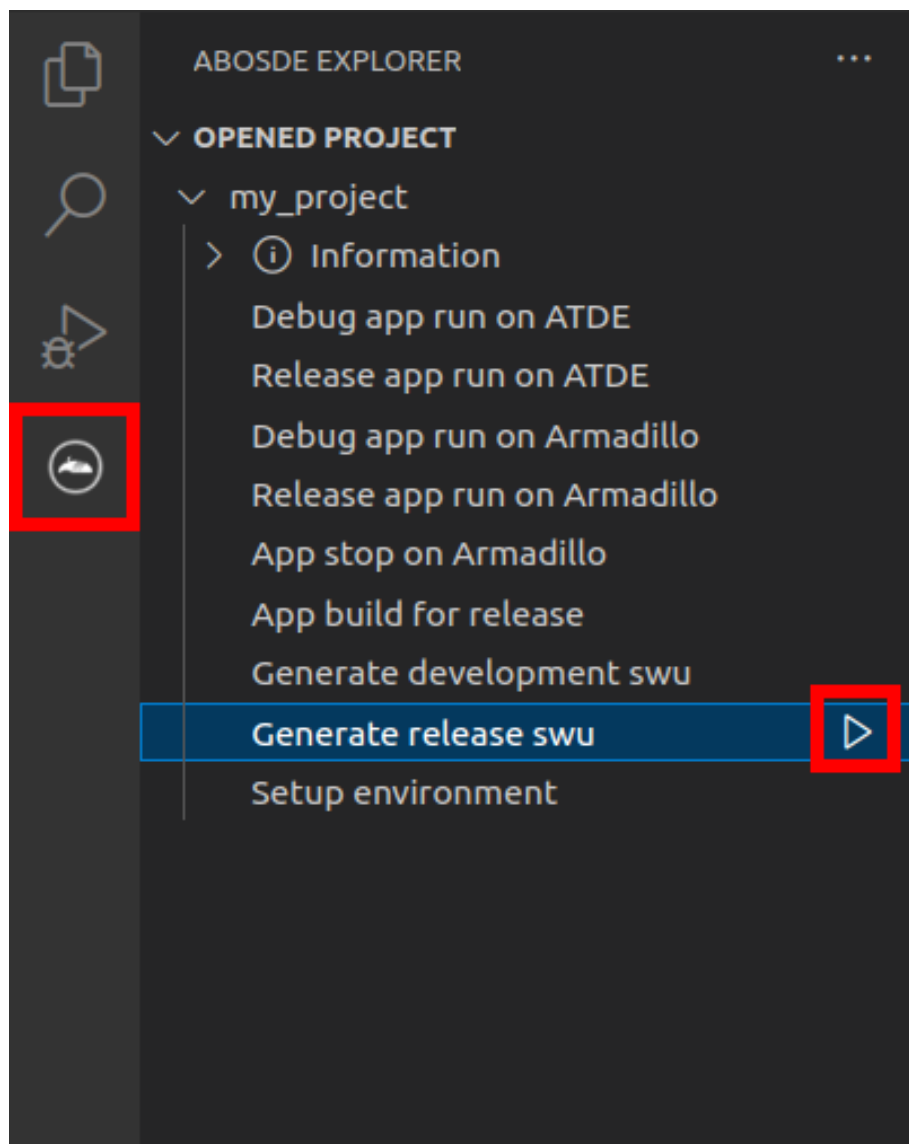 ABOSDE EXPLORER
OPENED PROJECT
my_project
Information
Debug app run on ATDE
Release app run on ATDE
Debug app run on Armadillo
Release app run on Armadillo
App stop on Armadillo
App build for release
Generate development swu
Generate release swu
Setup environment